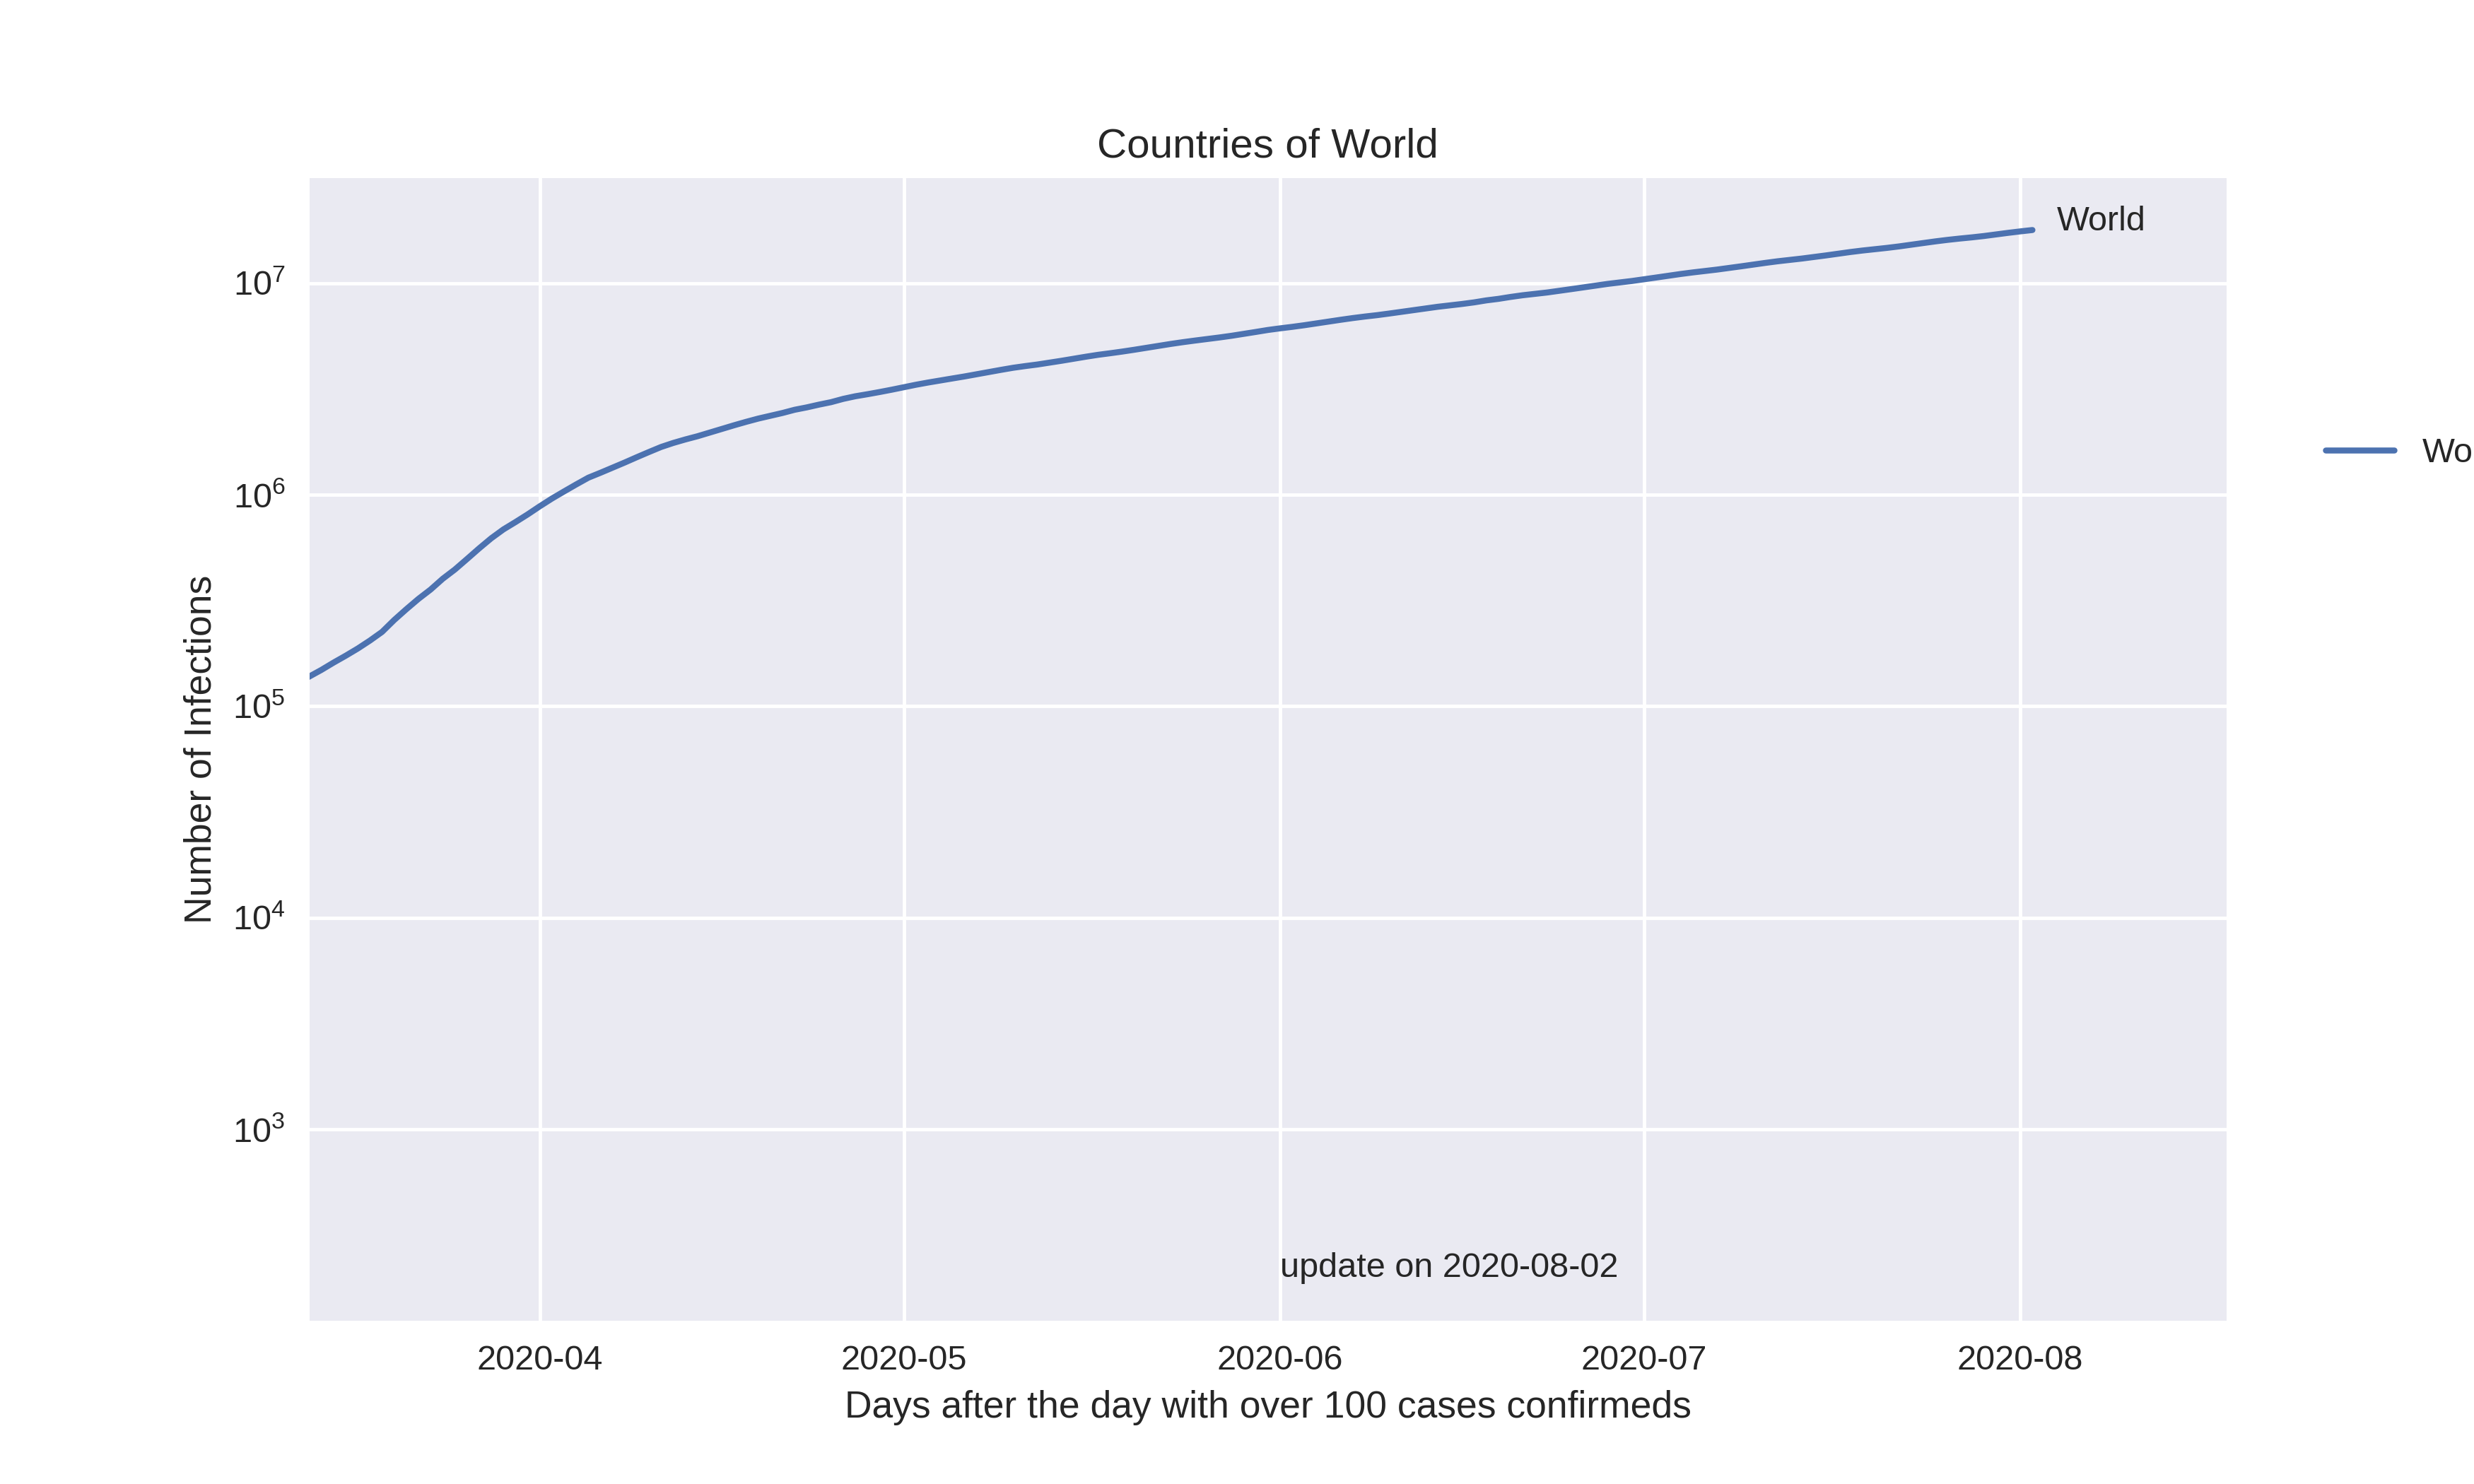 Countries of World
World
10^7
Wo
10^6
10^5
Number of Infections
10^4
10^3
update on 2020-08-02
2020-04 2020-05 2020-06 2020-07 2020-08
Days after the day with over 100 cases confirmeds